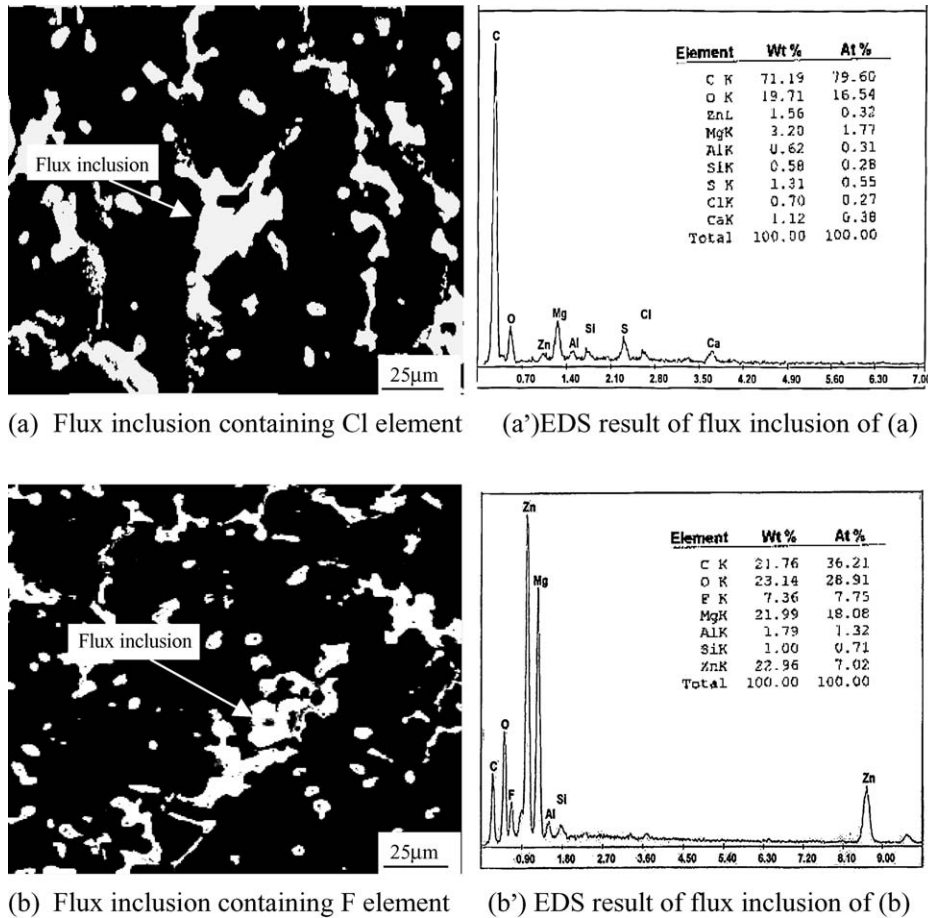 Flux inclusion
25μm
(a) Flux inclusion containing Cl element
C
Element Wt % At %
C K 71.19 79.60
O K 19.71 16.54
ZnL 1.56 0.32
MgK 3.20 1.77
AlK 0.62 0.31
SiK 0.58 0.28
S K 1.31 0.55
ClK 0.70 0.27
CaK 1.12 0.38
Total 100.00 100.00
O Zn Mg Al Si S Cl Ca
0.70 1.40 2.10 2.80 3.50 4.20 4.90 5.60 6.30 7.00
(a’)EDS result of flux inclusion of (a)
Flux inclusion
25μm
(b) Flux inclusion containing F element
Zn
Mg
Element Wt % At %
C K 21.76 36.21
O K 23.14 28.91
F K 7.36 7.75
MgK 21.99 18.08
AlK 1.79 1.32
SiK 1.00 0.71
ZnK 22.96 7.02
Total 100.00 100.00
C O F Al Si Zn
0.90 1.80 2.70 3.60 4.50 5.40 6.30 7.20 8.10 9.00
(b’) EDS result of flux inclusion of (b)